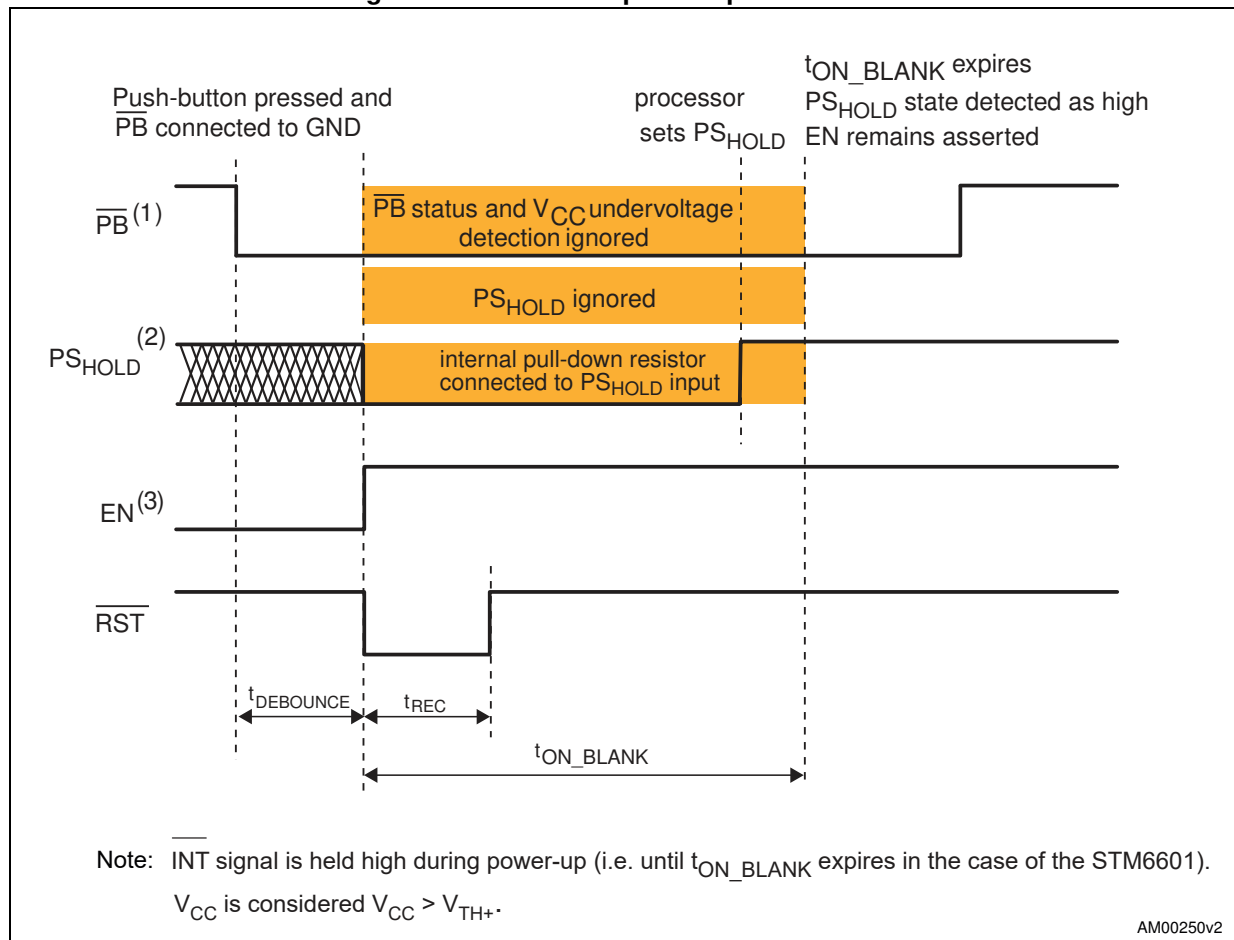 Push-button pressed and
PB connected to GND
processor
sets PSHOLD
tON_BLANK expires
PSHOLD state detected as high
EN remains asserted
PB(1)
PB status and VCC undervoltage
detection ignored
PSHOLD ignored
PSHOLD(2)
internal pull-down resistor
connected to PSHOLD input
EN(3)
RST
tDEBOUNCE
tREC
tON_BLANK
Note: INT signal is held high during power-up (i.e. until tON_BLANK expires in the case of the STM6601).
VCC is considered VCC > VTH+.
AM00250v2